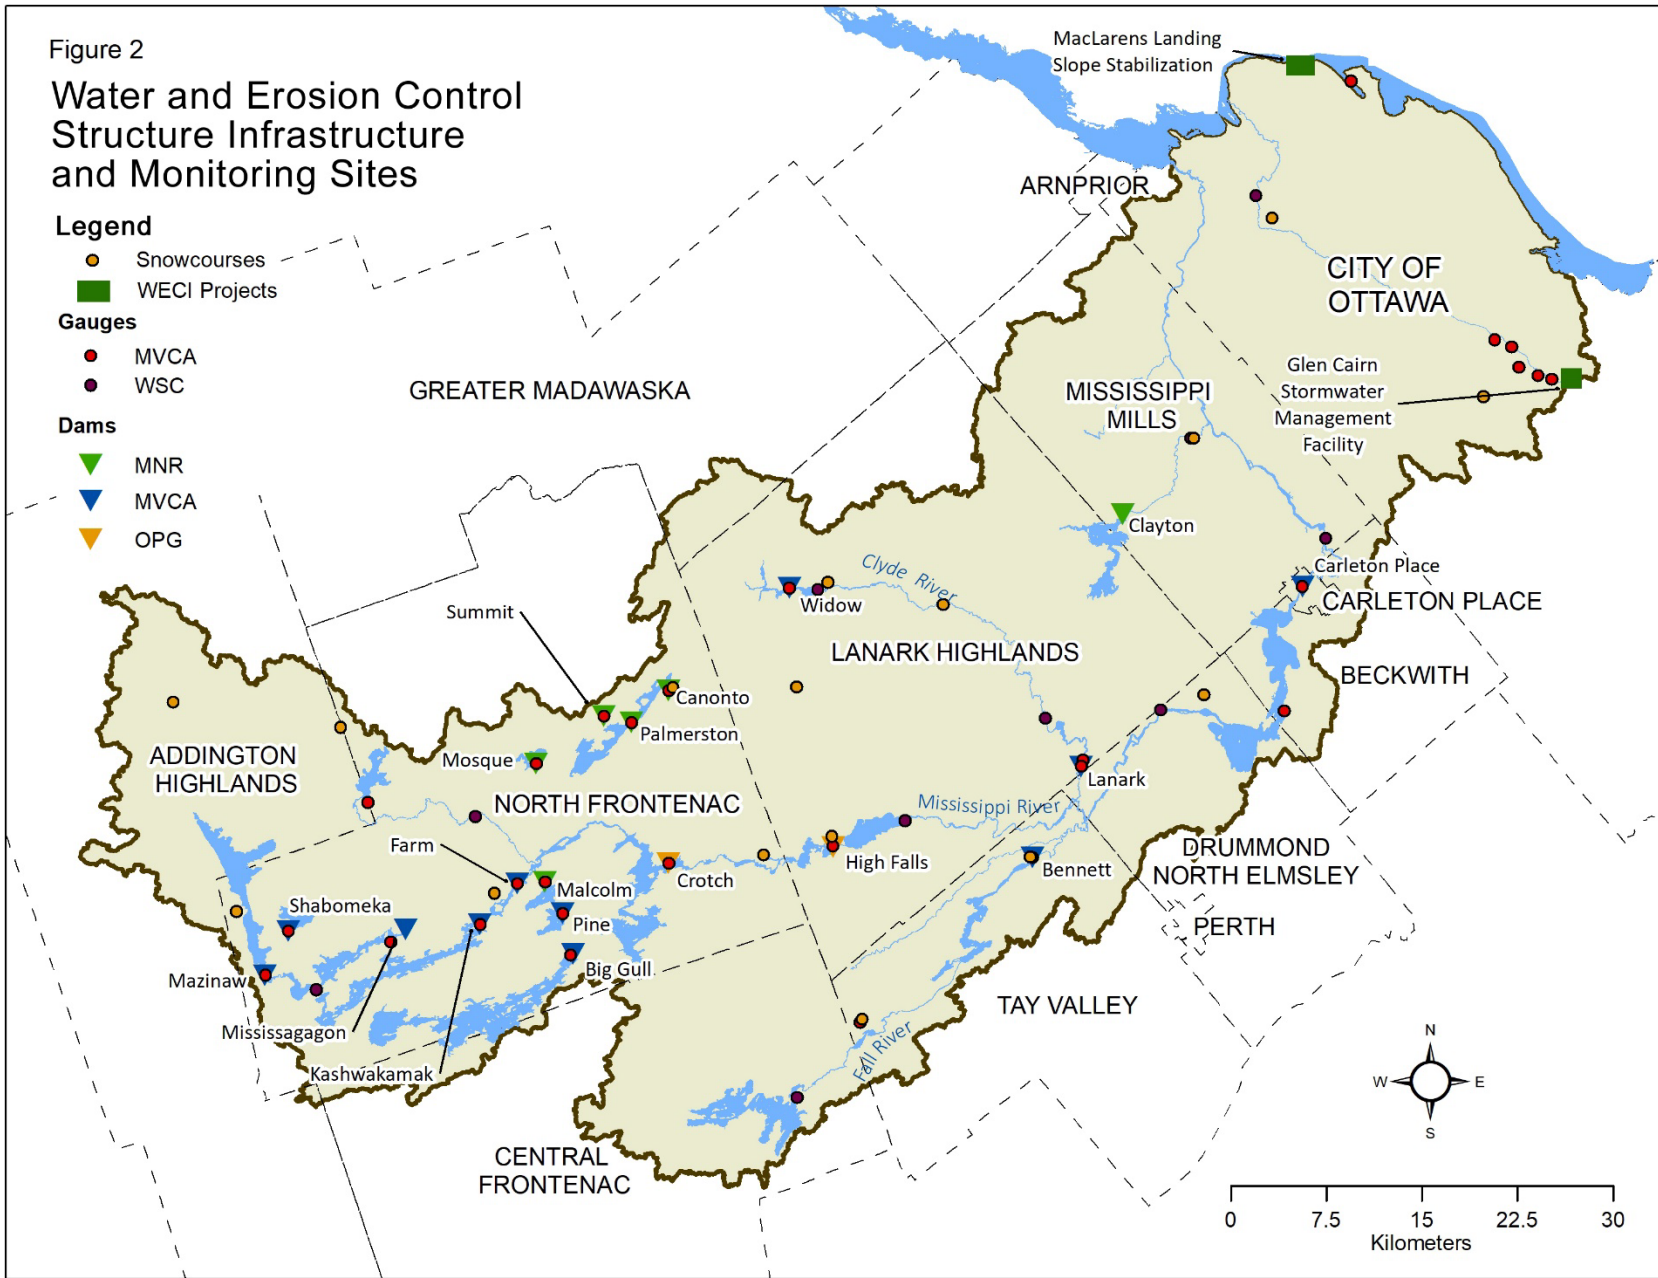 Figure 2
Water and Erosion Control
Structure Infrastructure
and Monitoring Sites
Legend
Snowcourses
WECI Projects
Gauges
MVCA
WSC
Dams
MNR
MVCA
OPG
MacLarens Landing
Slope Stabilization
ARNPRIOR
CITY OF
OTTAWA
Glen Cairn
Stormwater
Management
Facility
GREATER MADAWASKA
MISSISSIPPI
MILLS
Clayton
Carleton Place
CARLETON PLACE
Clyde River
Widow
Summit
LANARK HIGHLANDS
BECKWITH
Canonto
Palmerston
ADDINGTON
HIGHLANDS
Mosque
Lanark
NORTH FRONTENAC
Mississippi River
Farm
High Falls
DRUMMOND
NORTH ELMSLEY
Crotch
Bennett
Malcolm
Shabomeka
Pine
PERTH
Big Gull
Mazinaw
TAY VALLEY
Mississagagon
Fall River
Kashwakamak
CENTRAL
FRONTENAC
N
W
E
S
0 7.5 15 22.5 30
Kilometers